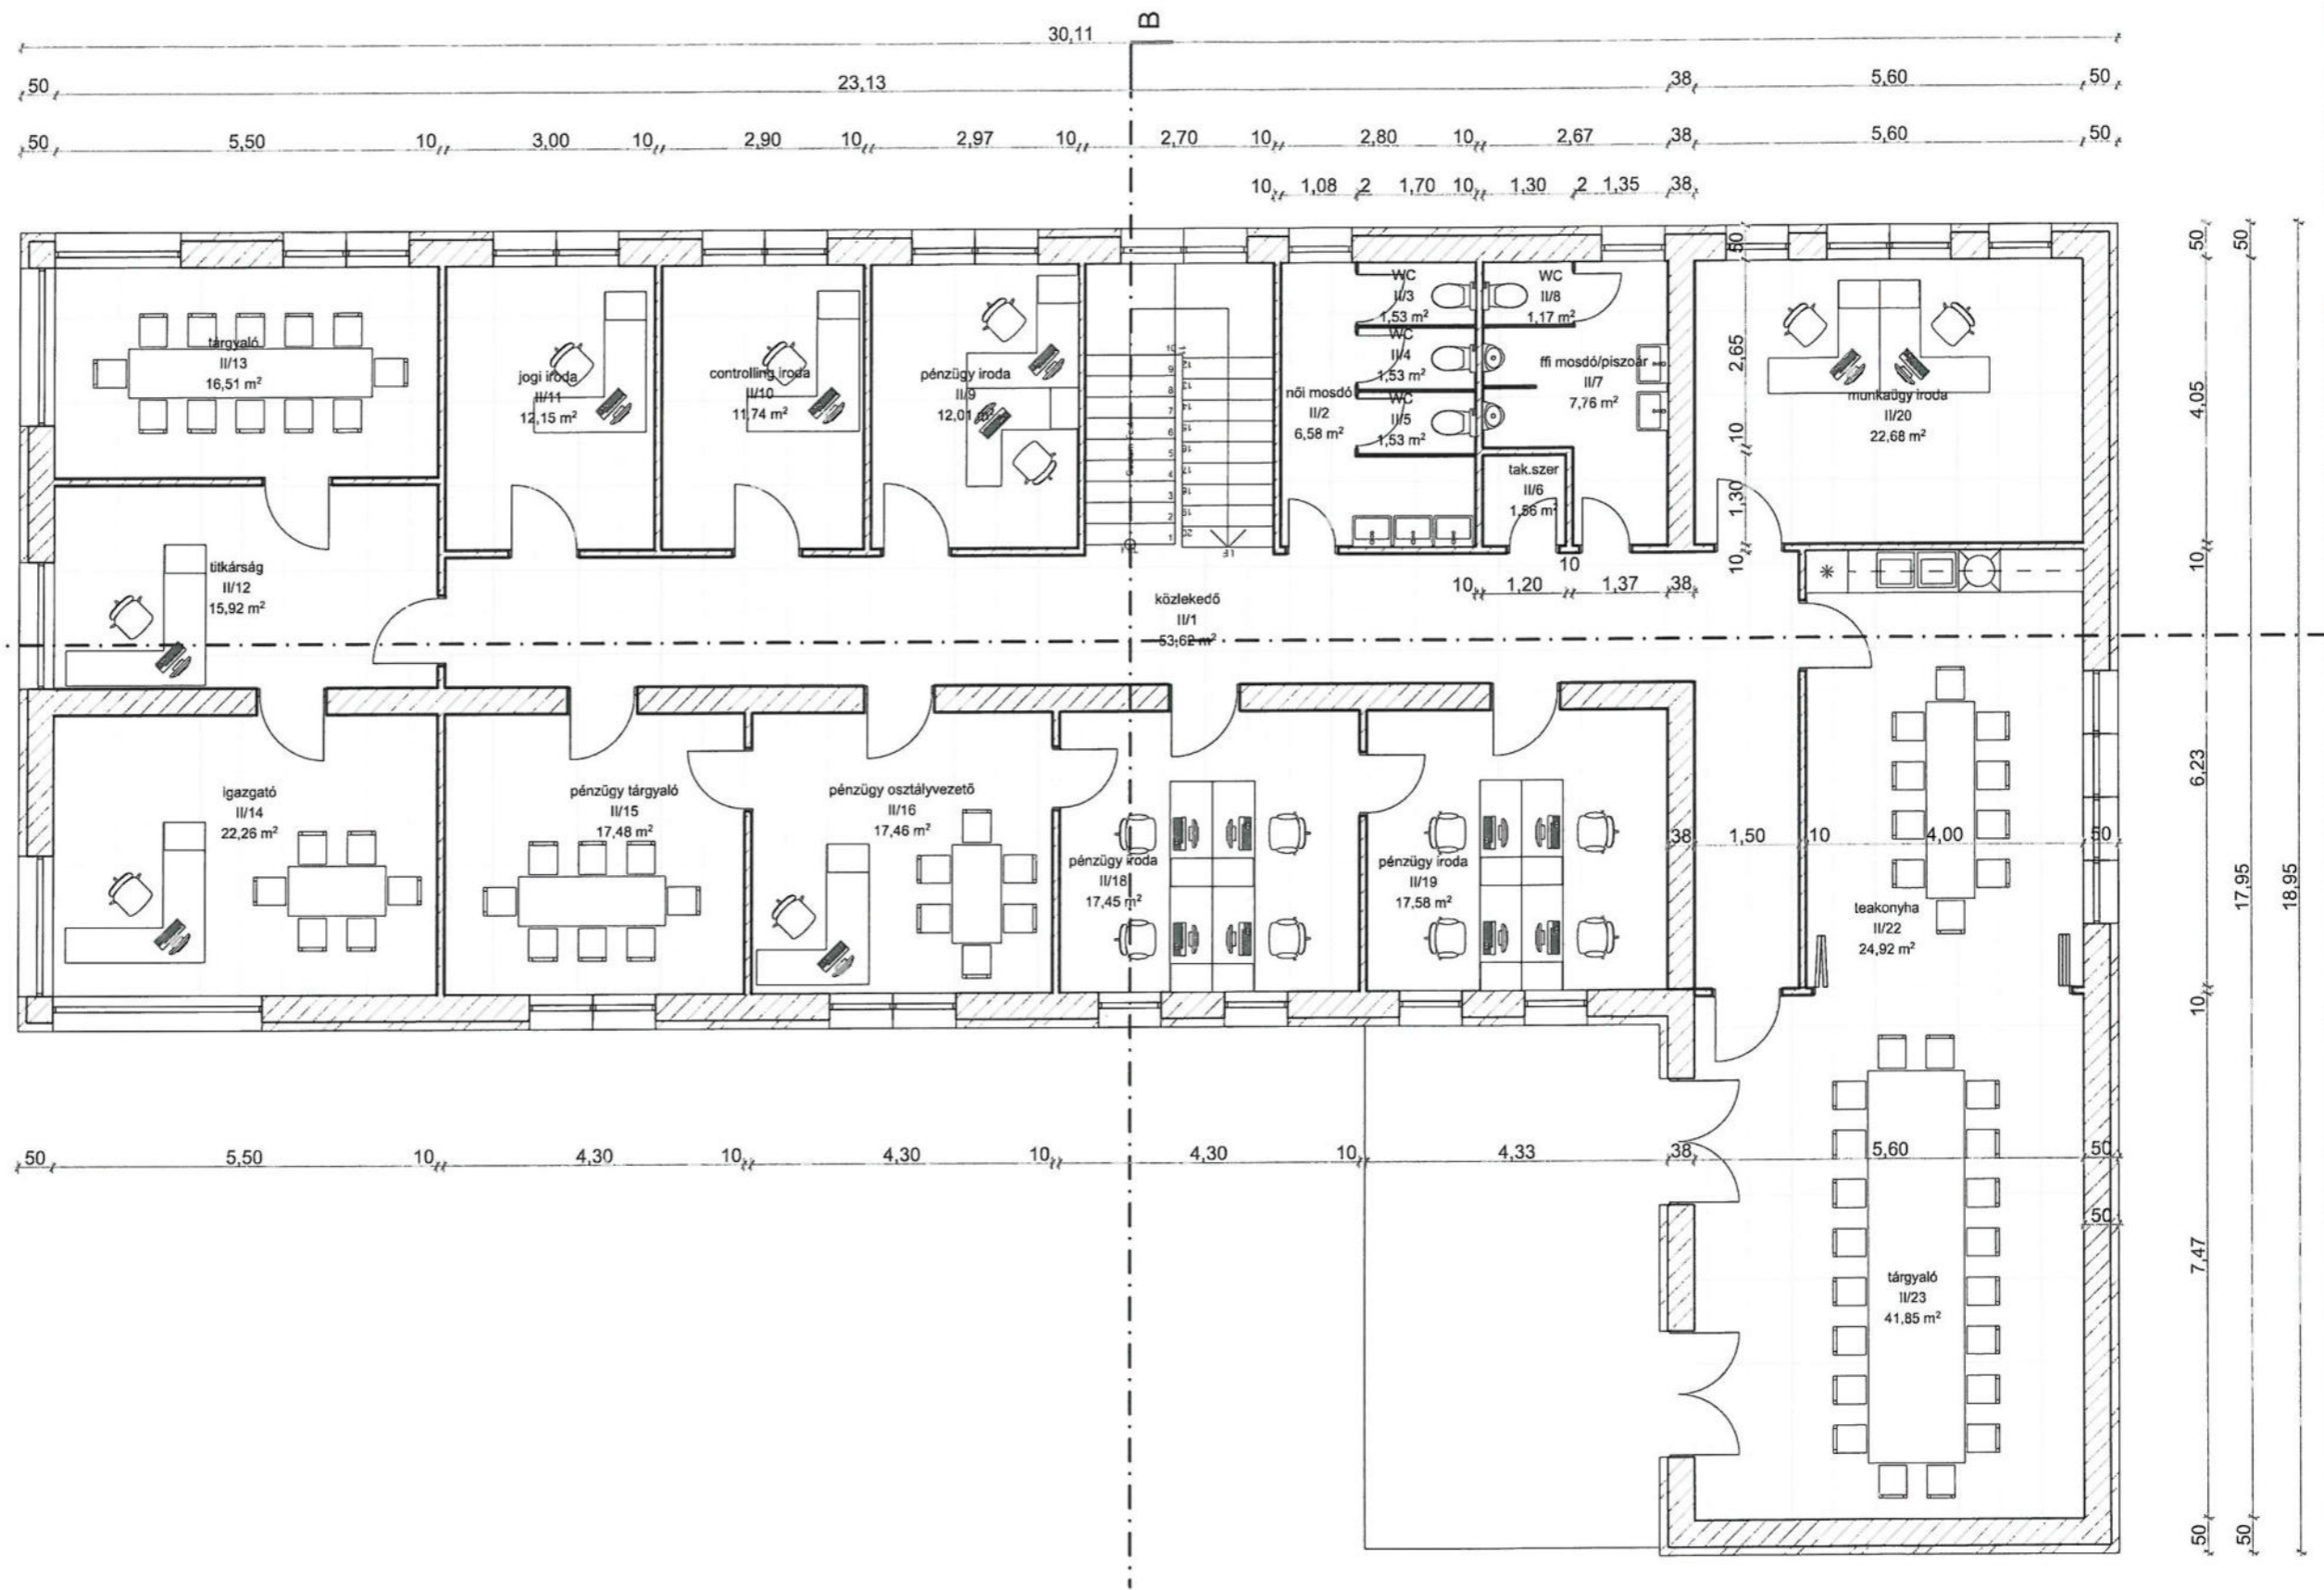 B
30,11
50 23,13 38 5,60 50
50 5,50 10 3,00 10 2,90 10 2,97 10 2,70 10 2,80 10 2,67 38 5,60 50
10 1,08 2 1,70 10 1,30 2 1,35 38
tárgyaló
II/13
16,51 m²
jogi iroda
II/11
12,15 m²
controlling iroda
II/10
11,74 m²
pénzügy iroda
II/9
12,01 m²
női mosdó
II/2
6,58 m²
WC
II/3
1,53 m²
WC
II/4
1,53 m²
WC
II/5
1,53 m²
WC
II/8
1,17 m²
ffi mosdó/piszoár
II/7
7,76 m²
tak.szer
II/6
1,56 m²
munkaügy iroda
II/20
22,68 m²
50
2,65
10
1,30
10
10 1,20 10 1,37 38
titkárság
II/12
15,92 m²
közlekedő
II/1
53,62 m²
igazgató
II/14
22,26 m²
pénzügy tárgyaló
II/15
17,48 m²
pénzügy osztályvezető
II/16
17,46 m²
pénzügy iroda
II/18
17,45 m²
pénzügy iroda
II/19
17,58 m²
38 1,50 10 4,00 50
teakonyha
II/22
24,92 m²
50 5,50 10 4,30 10 4,30 10 4,30 10 4,33 38 5,60 50
50
tárgyaló
II/23
41,85 m²
50
4,05
10
6,23
10
7,47
50
50
17,95
50
18,95